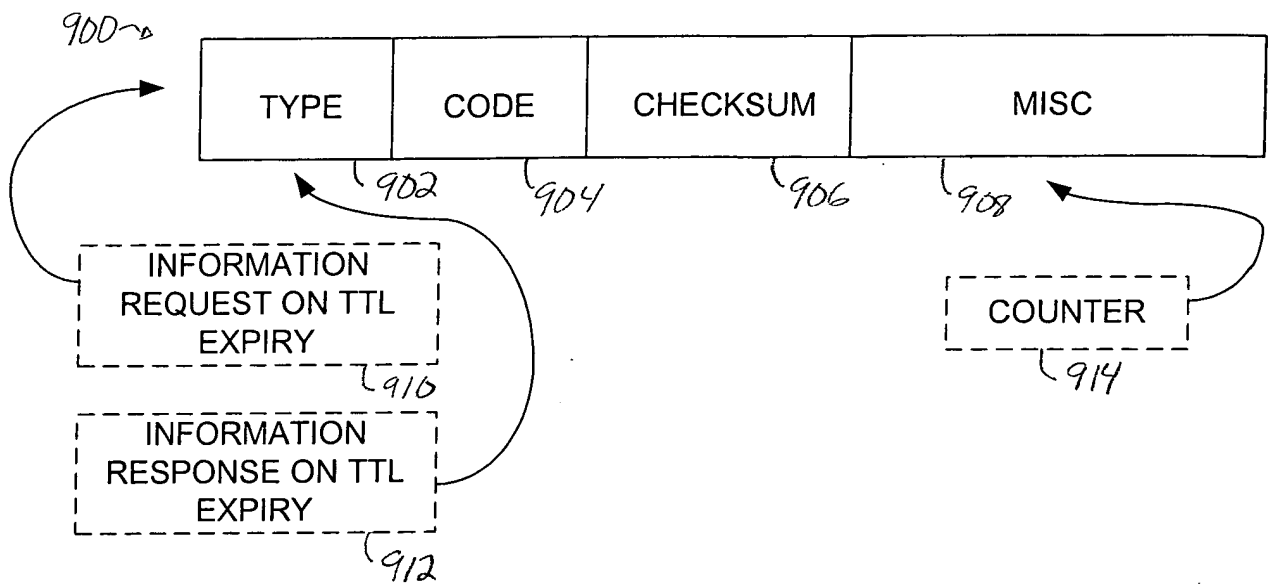 900
TYPE CODE CHECKSUM MISC
902 904 906 908
INFORMATION
REQUEST ON TTL
EXPIRY
910
COUNTER
914
INFORMATION
RESPONSE ON TTL
EXPIRY
912